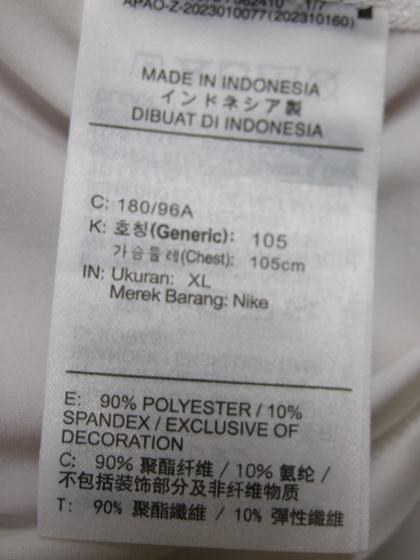 APAO-Z-2023010077(202310160)
MADE IN INDONESIA
インドネシア製
DIBUAT DI INDONESIA
C: 180/96A
K: 호칭(Generic): 105
가슴둘레(Chest): 105cm
IN: Ukuran: XL
Merek Barang: Nike
E: 90% POLYESTER / 10%
SPANDEX / EXCLUSIVE OF
DECORATION
C: 90% 聚酯纤维 / 10% 氨纶 /
不包括装饰部分及非纤维物质
T: 90% 聚酯纖維 / 10% 彈性纖維